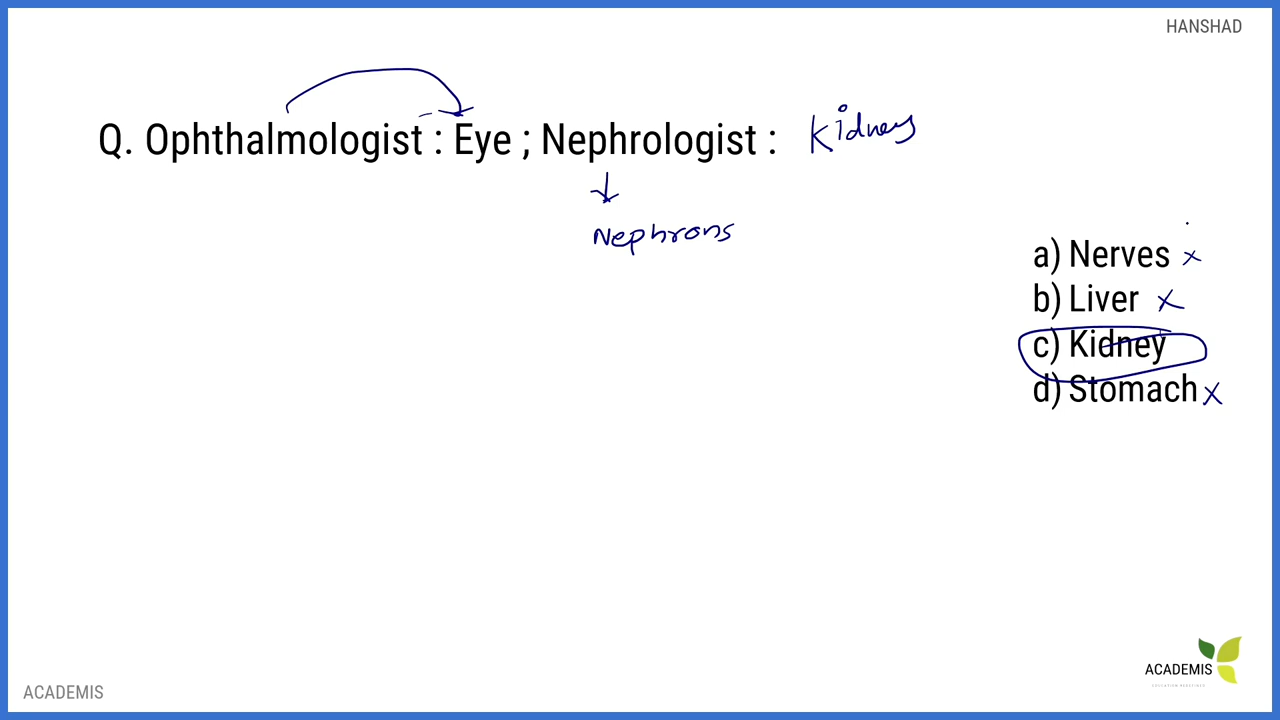 HANSHAD
Q. Ophthalmologist : Eye ; Nephrologist : Kidney
Nephrons
a) Nerves x
b) Liver x
c) Kidney
d) Stomach x
ACADEMIS
ACADEMIS